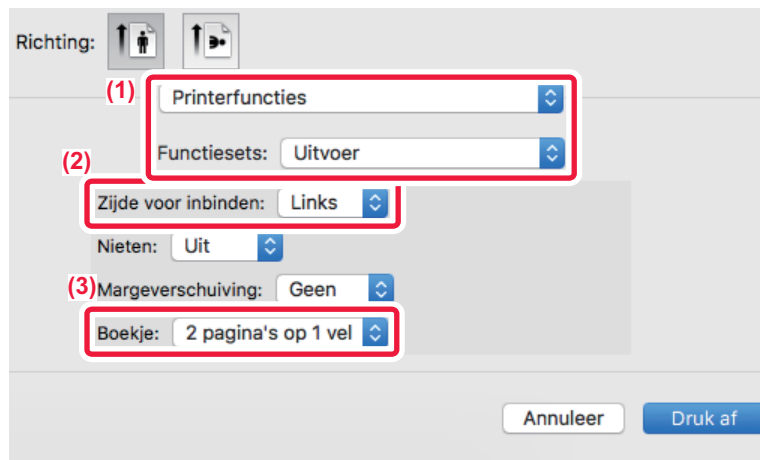 Richting:
(1)
Printerfuncties
Functiesets: Uitvoer
(2)
Zijde voor inbinden: Links
Nieten: Uit
(3) Margeverschuiving: Geen
Boekje: 2 pagina's op 1 vel
Annuleer Druk af